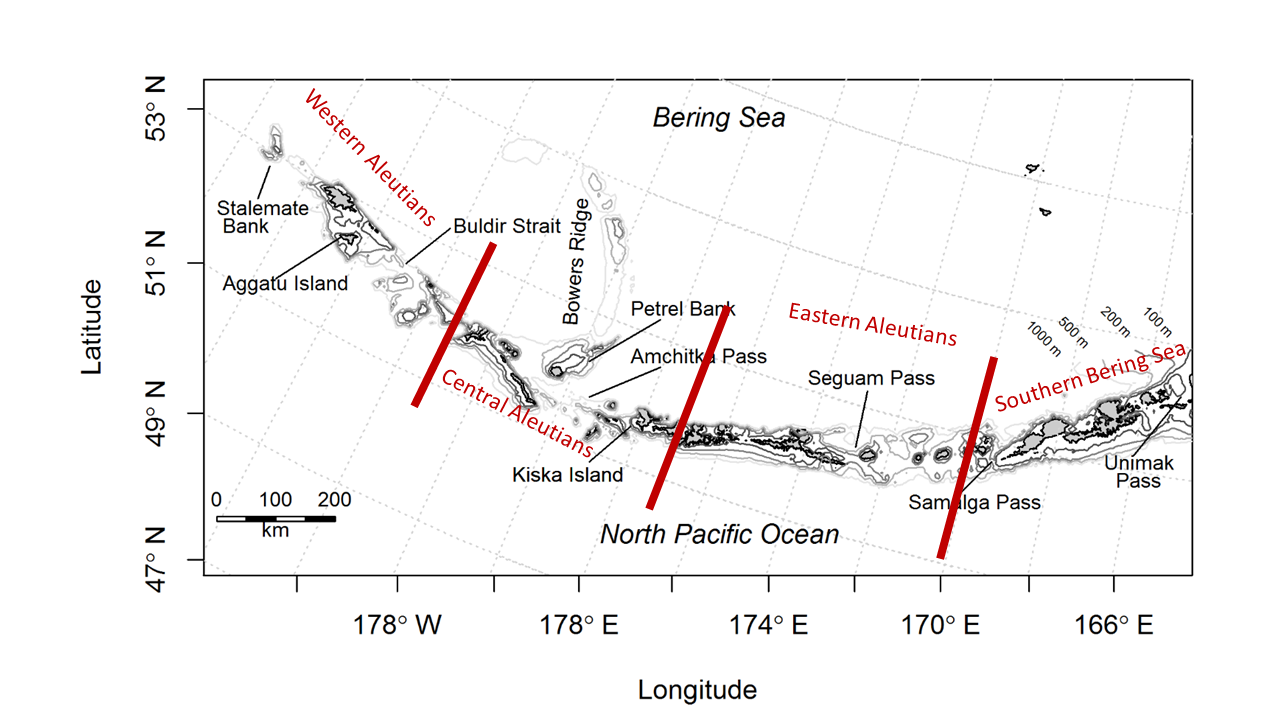 53° N
51° N
49° N
47° N
Latitude
Bering Sea
Western Aleutians
Stalemate
Bank
Aggatu Island
Buldir Strait
Bowers Ridge
Petrel Bank
Amchitka Pass
Eastern Aleutians
Seguam Pass
1000 m
500 m
200 m
100 m
Southern Bering Sea
Central Aleutians
Kiska Island
Samalga Pass
Unimak
Pass
North Pacific Ocean
0 100 200
km
178° W
178° E
174° E
170° E
166° E
Longitude